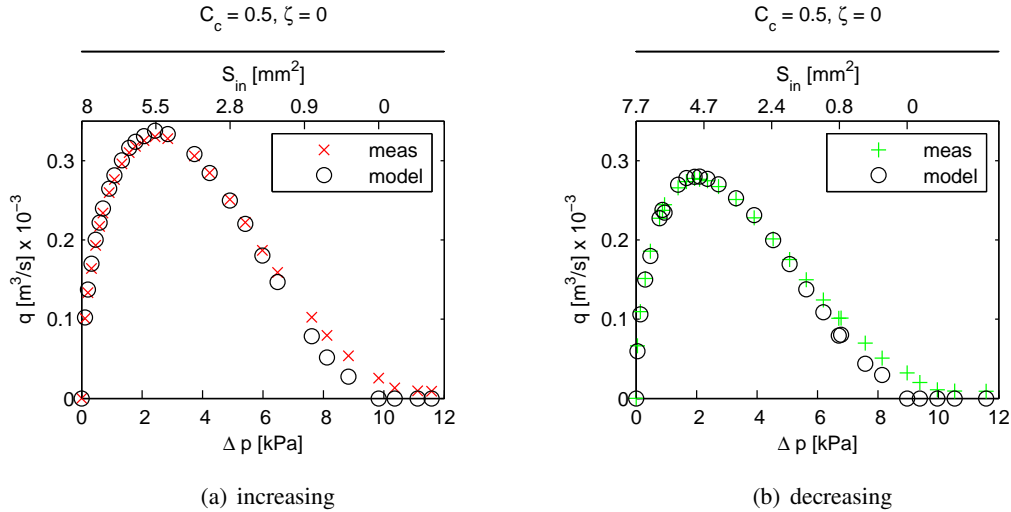 C_c = 0.5, ζ = 0
S_in [mm²]
8 5.5 2.8 0.9 0
0.3
0.2
0.1
0
q [m³/s] x 10⁻³
× meas
○ model
0 2 4 6 8 10 12
Δ p [kPa]
(a) increasing
C_c = 0.5, ζ = 0
S_in [mm²]
7.7 4.7 2.4 0.8 0
0.3
0.2
0.1
0
q [m³/s] x 10⁻³
+ meas
○ model
0 2 4 6 8 10 12
Δ p [kPa]
(b) decreasing